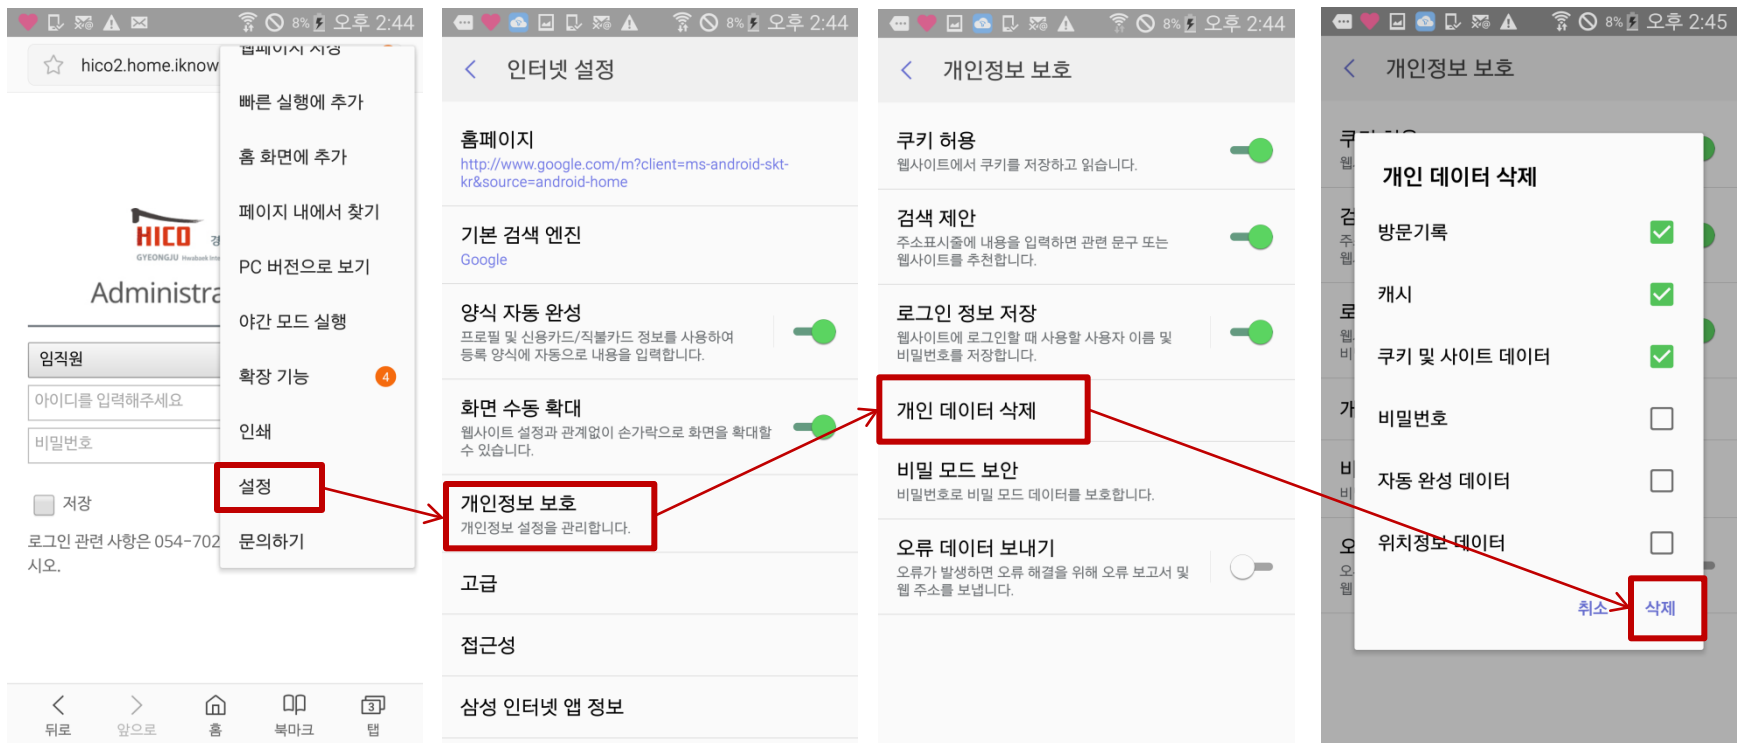 8% 오후 2:44
hico2.home.iknow
웹페이지 저장
빠른 실행에 추가
홈 화면에 추가
페이지 내에서 찾기
PC 버전으로 보기
야간 모드 실행
확장 기능 4
인쇄
설정
문의하기
HICO 경
GYEONGJU Hwabaek Inte
Administra
임직원
아이디를 입력해주세요
비밀번호
저장
로그인 관련 사항은 054-702
시오.
뒤로 앞으로 홈 북마크 3 탭
8% 오후 2:44
인터넷 설정
홈페이지
http://www.google.com/m?client=ms-android-skt-
kr&source=android-home
기본 검색 엔진
Google
양식 자동 완성
프로필 및 신용카드/직불카드 정보를 사용하여
등록 양식에 자동으로 내용을 입력합니다.
화면 수동 확대
웹사이트 설정과 관계없이 손가락으로 화면을 확대할
수 있습니다.
개인정보 보호
개인정보 설정을 관리합니다.
고급
접근성
삼성 인터넷 앱 정보
8% 오후 2:44
개인정보 보호
쿠키 허용
웹사이트에서 쿠키를 저장하고 읽습니다.
검색 제안
주소표시줄에 내용을 입력하면 관련 문구 또는
웹사이트를 추천합니다.
로그인 정보 저장
웹사이트에 로그인할 때 사용할 사용자 이름 및
비밀번호를 저장합니다.
개인 데이터 삭제
비밀 모드 보안
비밀번호로 비밀 모드 데이터를 보호합니다.
오류 데이터 보내기
오류가 발생하면 오류 해결을 위해 오류 보고서 및
웹 주소를 보냅니다.
8% 오후 2:45
개인정보 보호
개인 데이터 삭제
방문기록
캐시
쿠키 및 사이트 데이터
비밀번호
자동 완성 데이터
위치정보 데이터
취소 삭제